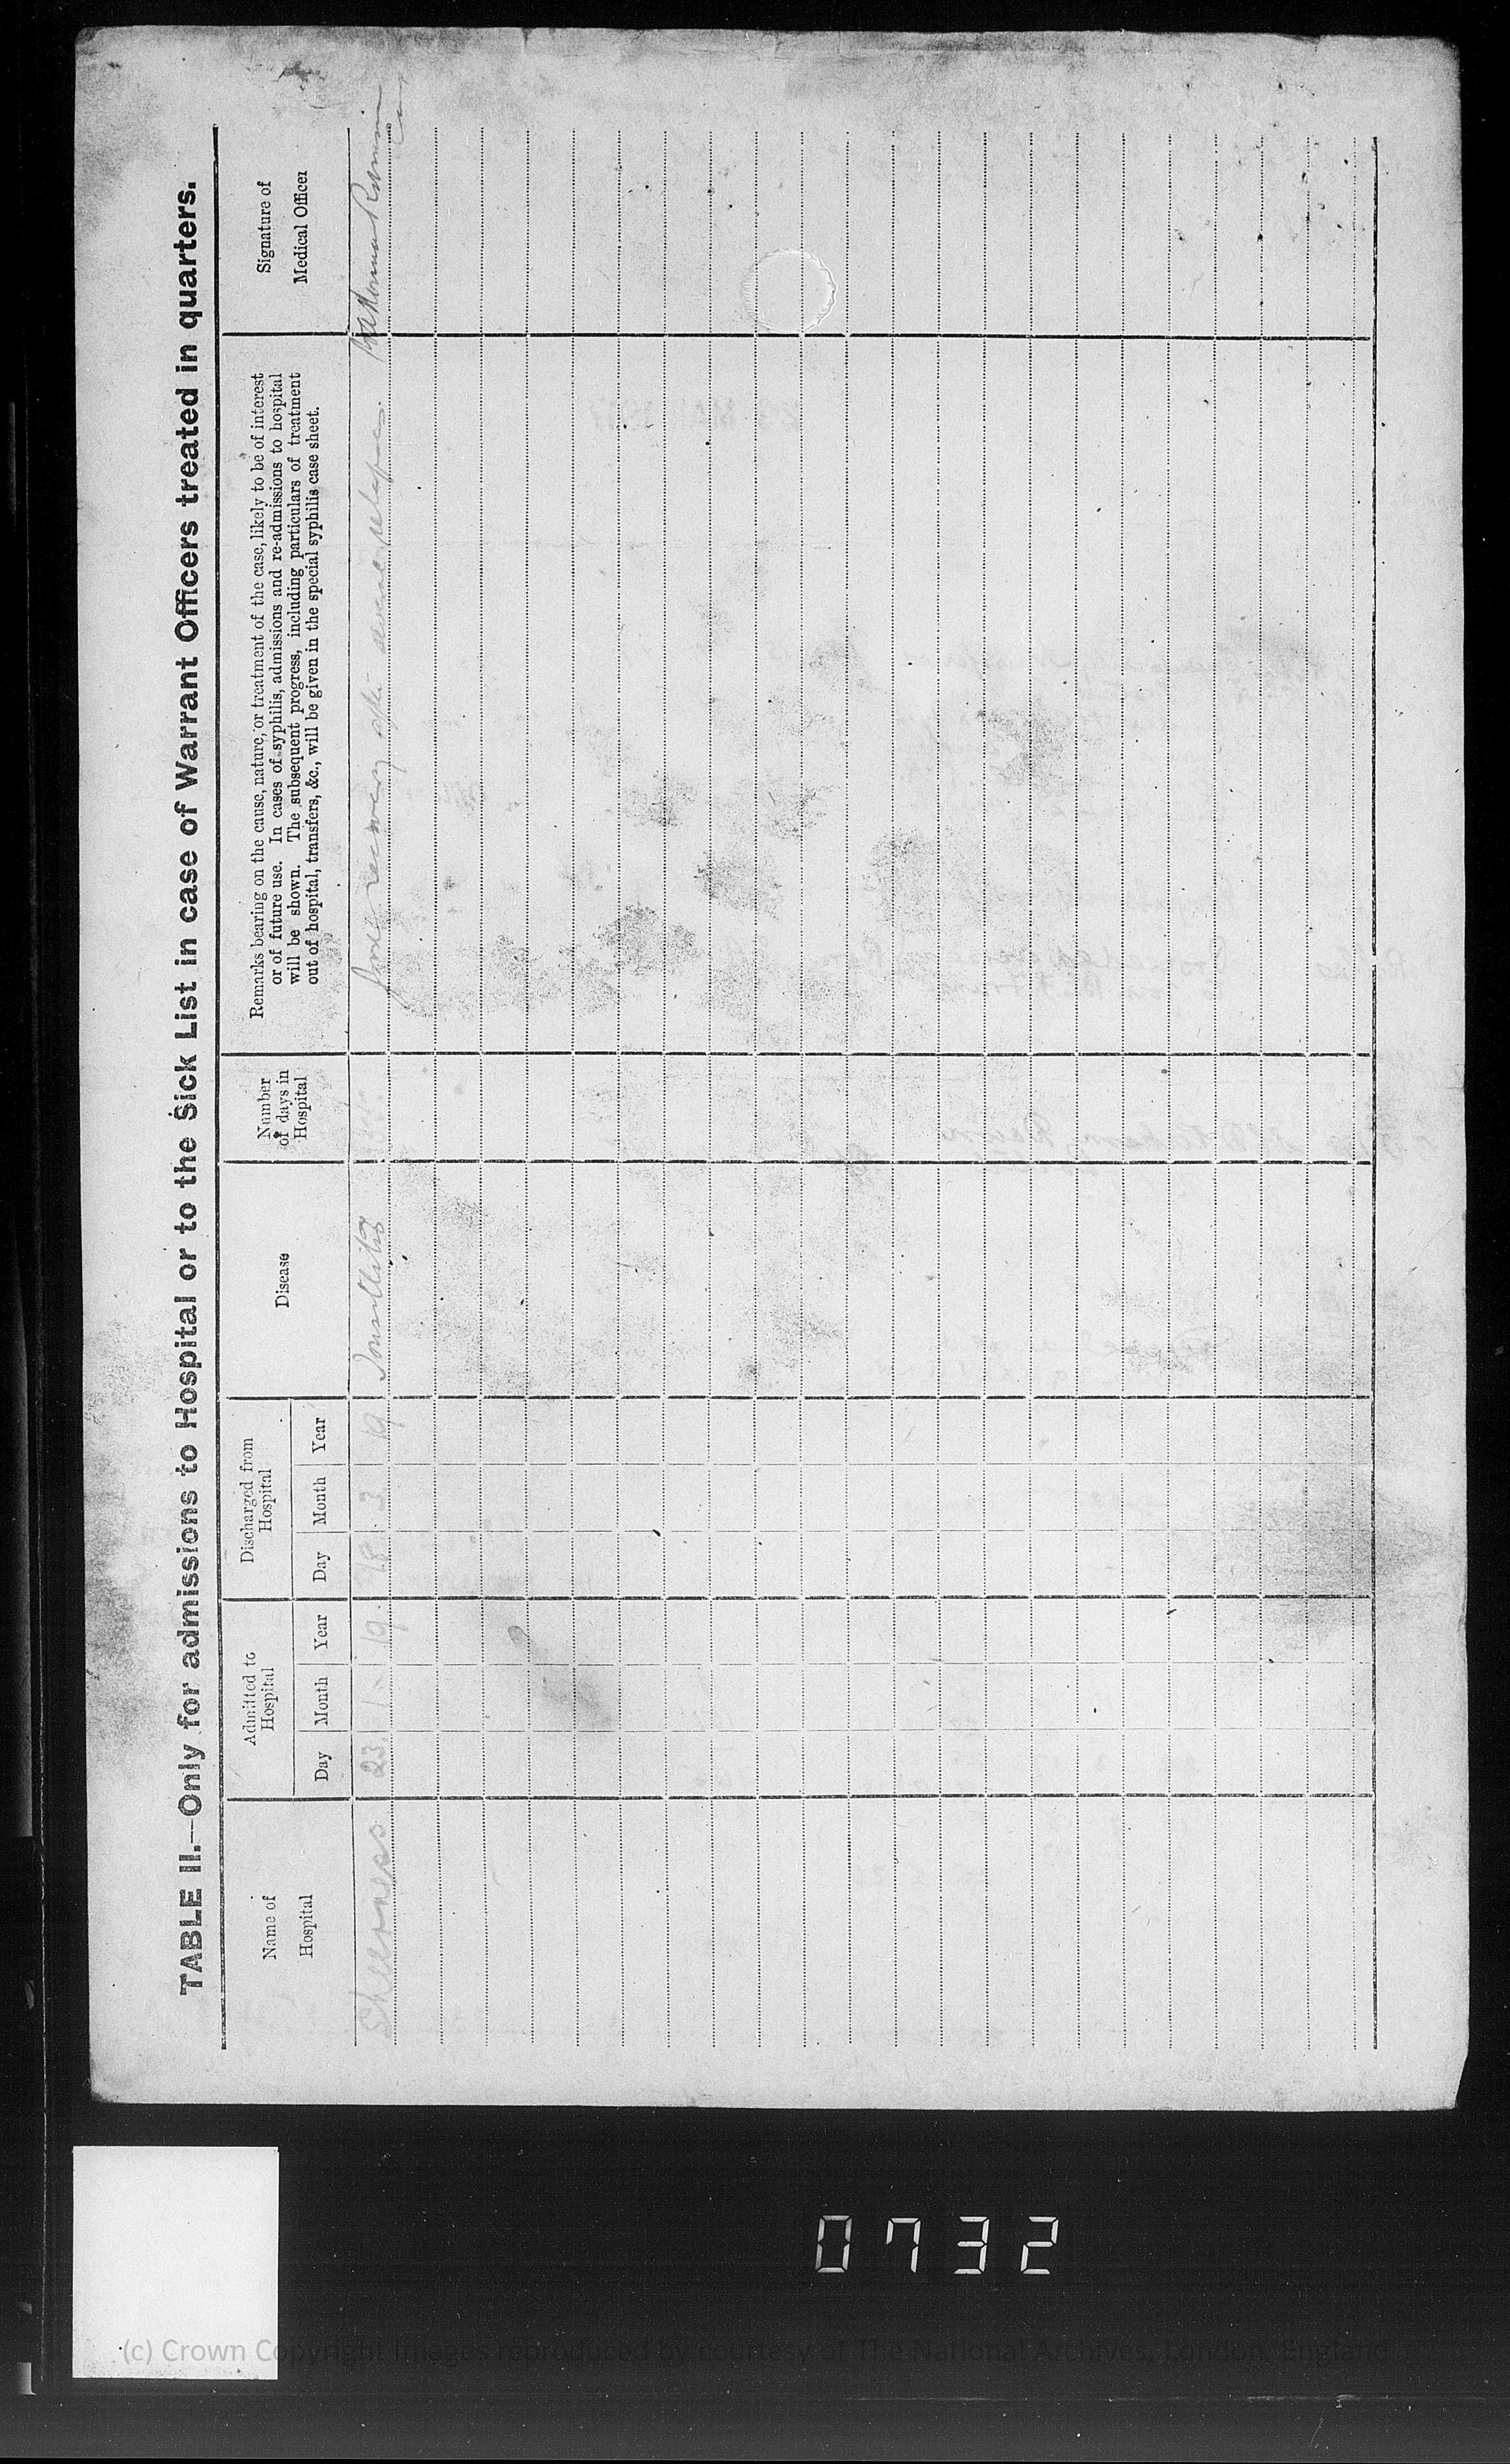 TABLE II.—Only for admissions to Hospital or to the Sick List in case of Warrant Officers treated in quarters.
Name of
Hospital
Admitted to
Hospital
Day Month Year
Discharged from
Hospital
Day Month Year
Disease
Number
of days in
Hospital
Remarks bearing on the cause, nature, or treatment of the case, likely to be of interest
or of future use. In cases of syphilis, admissions and re-admissions to hospital
will be shown. The subsequent progress, including particulars of treatment
out of hospital, transfers, &c., will be given in the special syphilis case sheet.
Signature of
Medical Officer
Sheerness 23 1 19 18 3 19 Tonsillitis recovery after several relapses.
0732
(c) Crown Copyright Images reproduced by courtesy of The National Archives, London, England